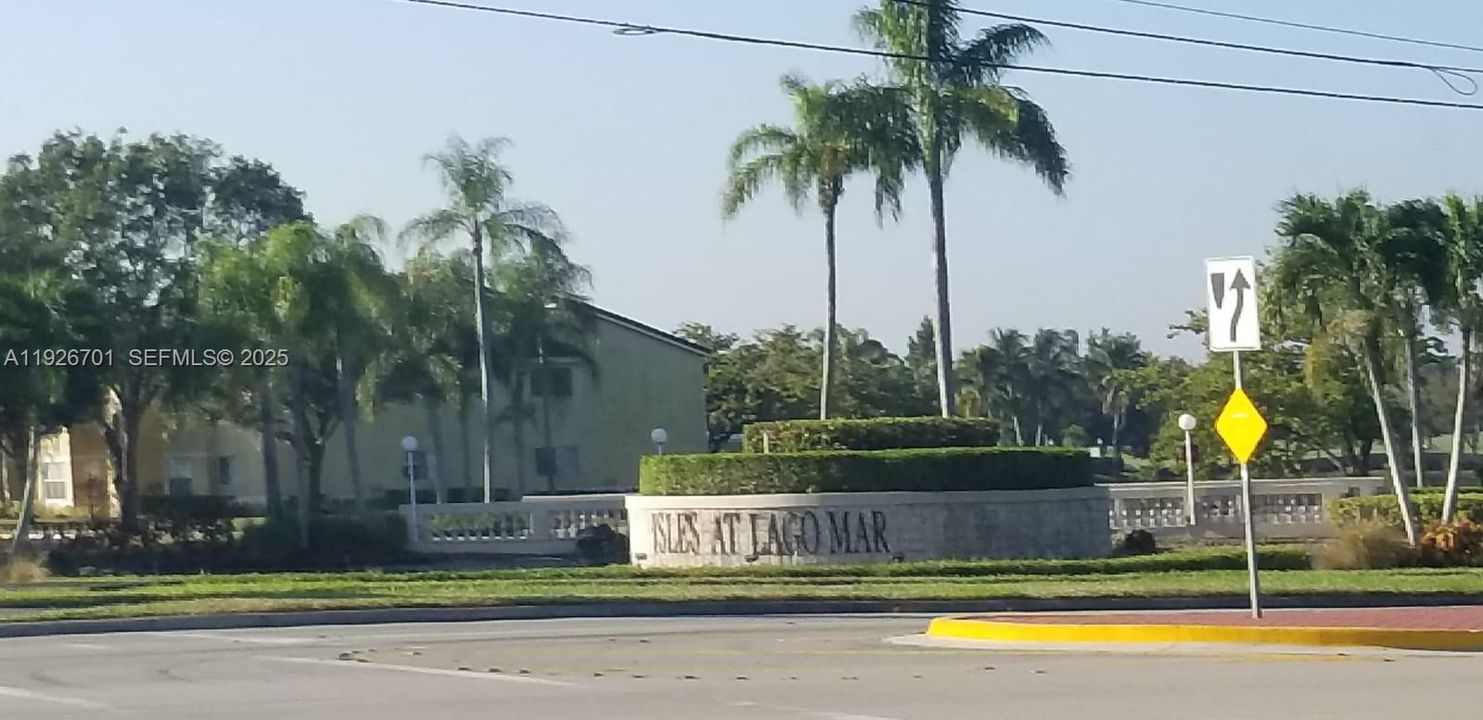 A11926701 SEFMLS© 2025
ISLES AT LAGO MAR